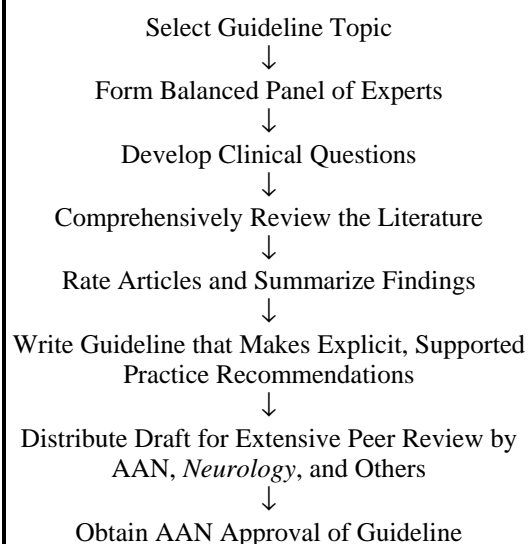 Select Guideline Topic
↓
Form Balanced Panel of Experts
↓
Develop Clinical Questions
↓
Comprehensively Review the Literature
↓
Rate Articles and Summarize Findings
↓
Write Guideline that Makes Explicit, Supported
Practice Recommendations
↓
Distribute Draft for Extensive Peer Review by
AAN, Neurology, and Others
↓
Obtain AAN Approval of Guideline